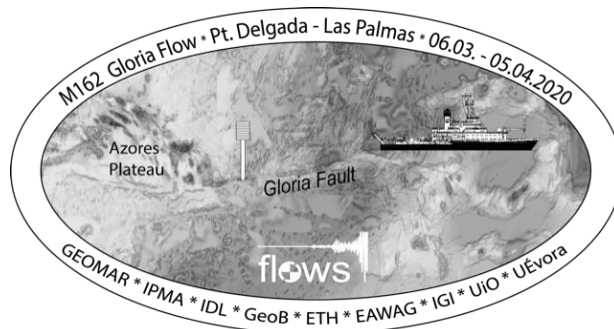 M162 Gloria Flow * Pt. Delgada - Las Palmas * 06.03. - 05.04.2020
Azores
Plateau
Gloria Fault
flows
GEOMAR * IPMA * IDL * GeoB * ETH * EAWAG * IGI * UiO * UÉvora